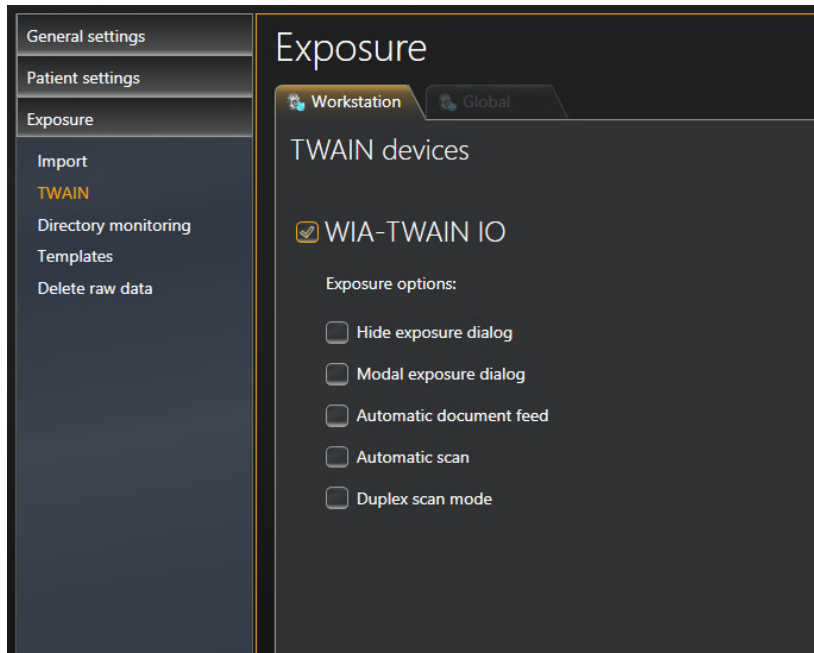 General settings
Patient settings
Exposure
Import
TWAIN
Directory monitoring
Templates
Delete raw data
Exposure
Workstation
Global
TWAIN devices
WIA-TWAIN IO
Exposure options:
Hide exposure dialog
Modal exposure dialog
Automatic document feed
Automatic scan
Duplex scan mode